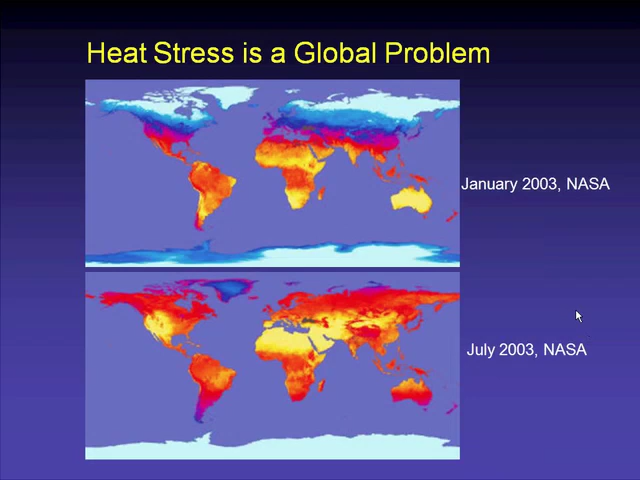 Heat Stress is a Global Problem
January 2003, NASA
July 2003, NASA